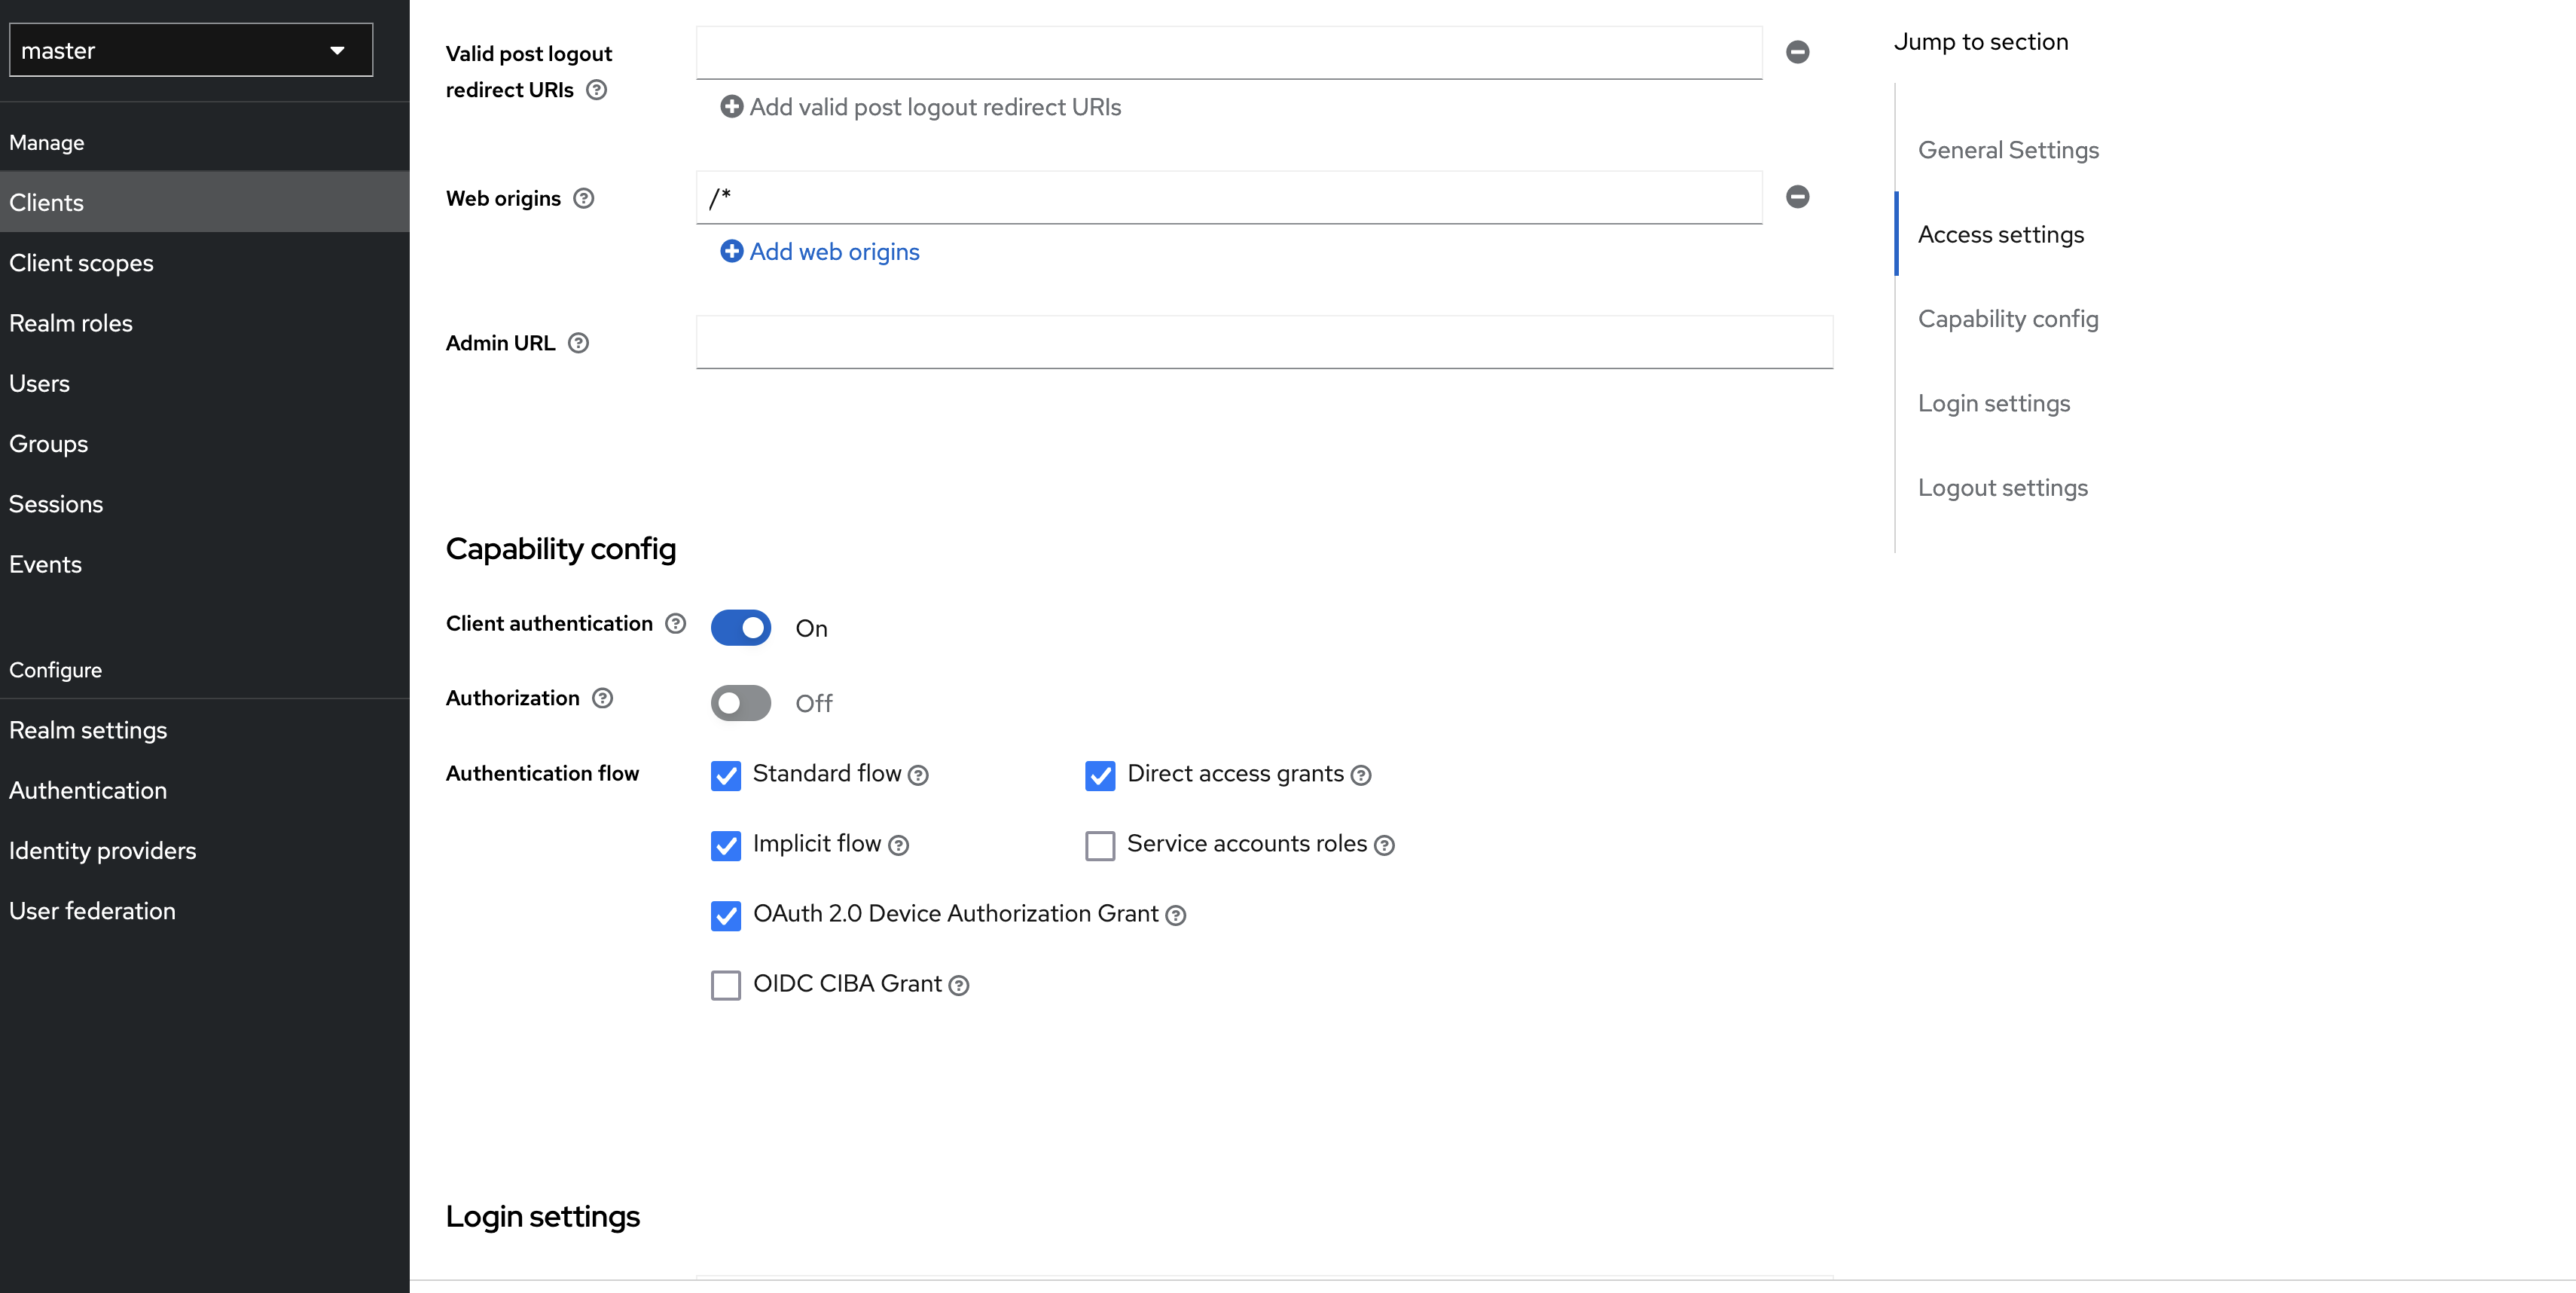 master
Manage
Clients
Client scopes
Realm roles
Users
Groups
Sessions
Events
Configure
Realm settings
Authentication
Identity providers
User federation
Valid post logout
redirect URIs
Add valid post logout redirect URIs
Web origins
/*
Add web origins
Admin URL
Capability config
Client authentication
On
Authorization
Off
Authentication flow
Standard flow
Direct access grants
Implicit flow
Service accounts roles
OAuth 2.0 Device Authorization Grant
OIDC CIBA Grant
Login settings
Jump to section
General Settings
Access settings
Capability config
Login settings
Logout settings